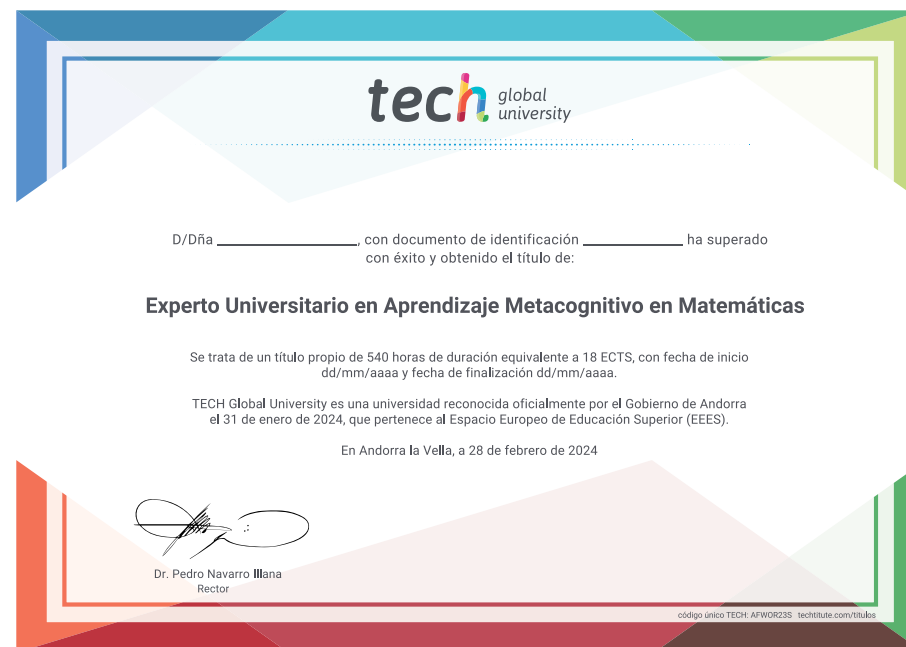 tech global university
D/Dña ____________________, con documento de identificación ______________ ha superado
con éxito y obtenido el título de:
Experto Universitario en Aprendizaje Metacognitivo en Matemáticas
Se trata de un título propio de 540 horas de duración equivalente a 18 ECTS, con fecha de inicio
dd/mm/aaaa y fecha de finalización dd/mm/aaaa.
TECH Global University es una universidad reconocida oficialmente por el Gobierno de Andorra
el 31 de enero de 2024, que pertenece al Espacio Europeo de Educación Superior (EEES).
En Andorra la Vella, a 28 de febrero de 2024
Dr. Pedro Navarro Illana
Rector
código único TECH: AFWOR23S techtitute.com/titulos